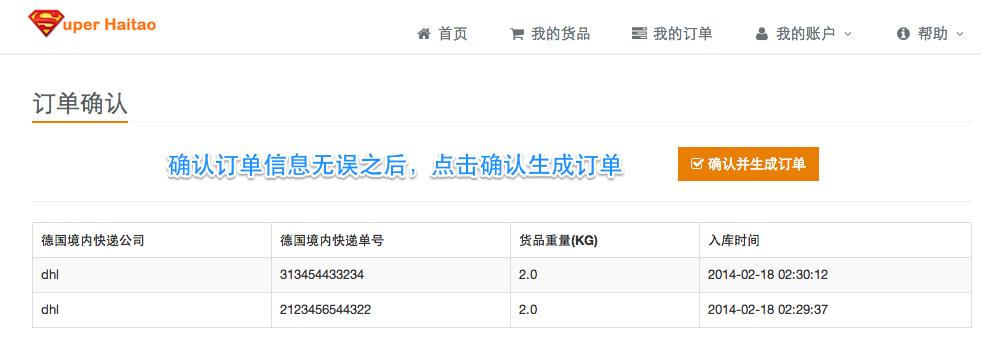 Super Haitao
首页 我的货品 我的订单 我的账户 帮助
订单确认
确认订单信息无误之后，点击确认生成订单 确认并生成订单
德国境内快递公司 德国境内快递单号 货品重量(KG) 入库时间
dhl 313454433234 2.0 2014-02-18 02:30:12
dhl 2123456544322 2.0 2014-02-18 02:29:37